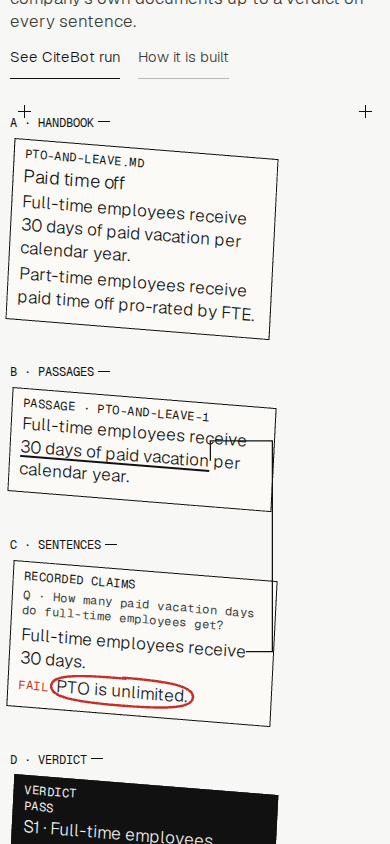 company's own documents up to a verdict on
every sentence.
See CiteBot run How it is built
A · HANDBOOK
PTO-AND-LEAVE.MD
Paid time off
Full-time employees receive
30 days of paid vacation per
calendar year.
Part-time employees receive
paid time off pro-rated by FTE.
B · PASSAGES
PASSAGE · PTO-AND-LEAVE-1
Full-time employees receive
30 days of paid vacation per
calendar year.
C · SENTENCES
RECORDED CLAIMS
Q · How many paid vacation days
do full-time employees get?
Full-time employees receive
30 days.
FAIL PTO is unlimited.
D · VERDICT
VERDICT
PASS
S1 · Full-time employees